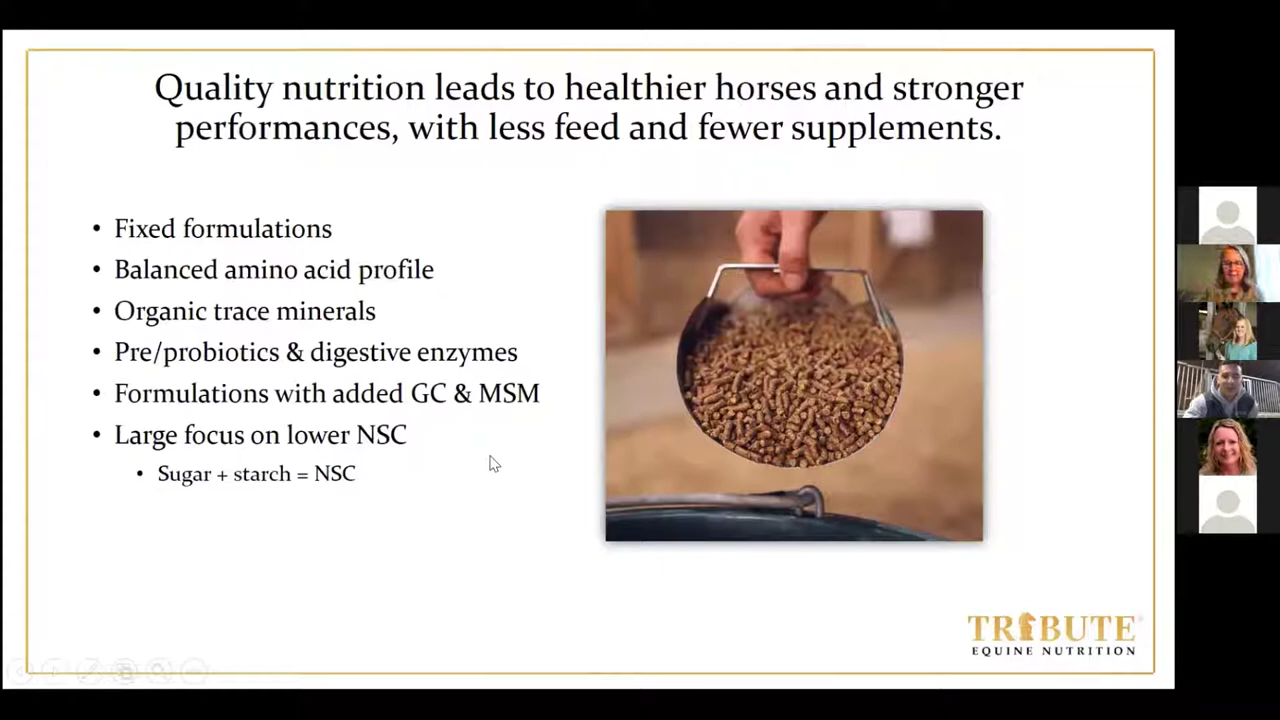 Quality nutrition leads to healthier horses and stronger
performances, with less feed and fewer supplements.
• Fixed formulations
• Balanced amino acid profile
• Organic trace minerals
• Pre/probiotics & digestive enzymes
• Formulations with added GC & MSM
• Large focus on lower NSC
• Sugar + starch = NSC
TRIBUTE
EQUINE NUTRITION